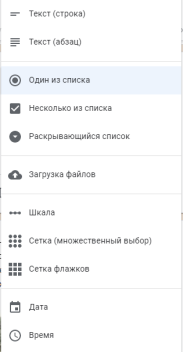 Текст (строка)
Текст (абзац)
Один из списка
Несколько из списка
Раскрывающийся список
Загрузка файлов
Шкала
Сетка (множественный выбор)
Сетка флажков
Дата
Время